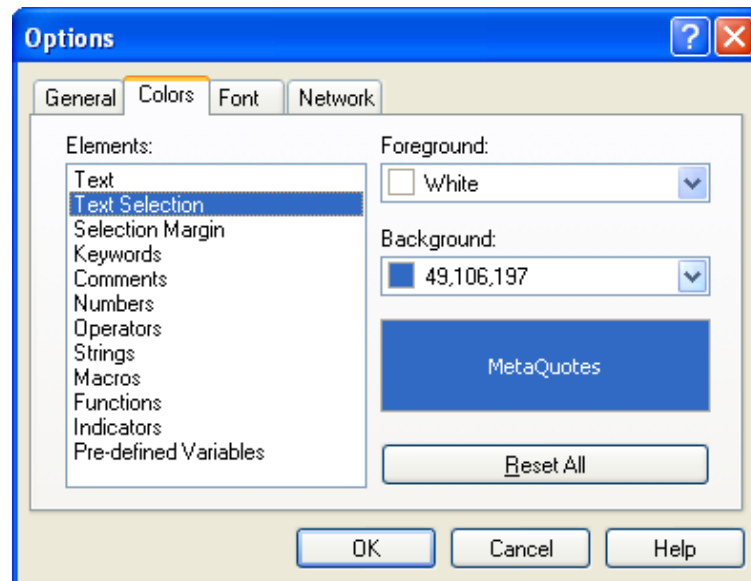 Options
General Colors Font Network
Elements:
Text
Text Selection
Selection Margin
Keywords
Comments
Numbers
Operators
Strings
Macros
Functions
Indicators
Pre-defined Variables
Foreground:
White
Background:
49,106,197
MetaQuotes
Reset All
OK Cancel Help